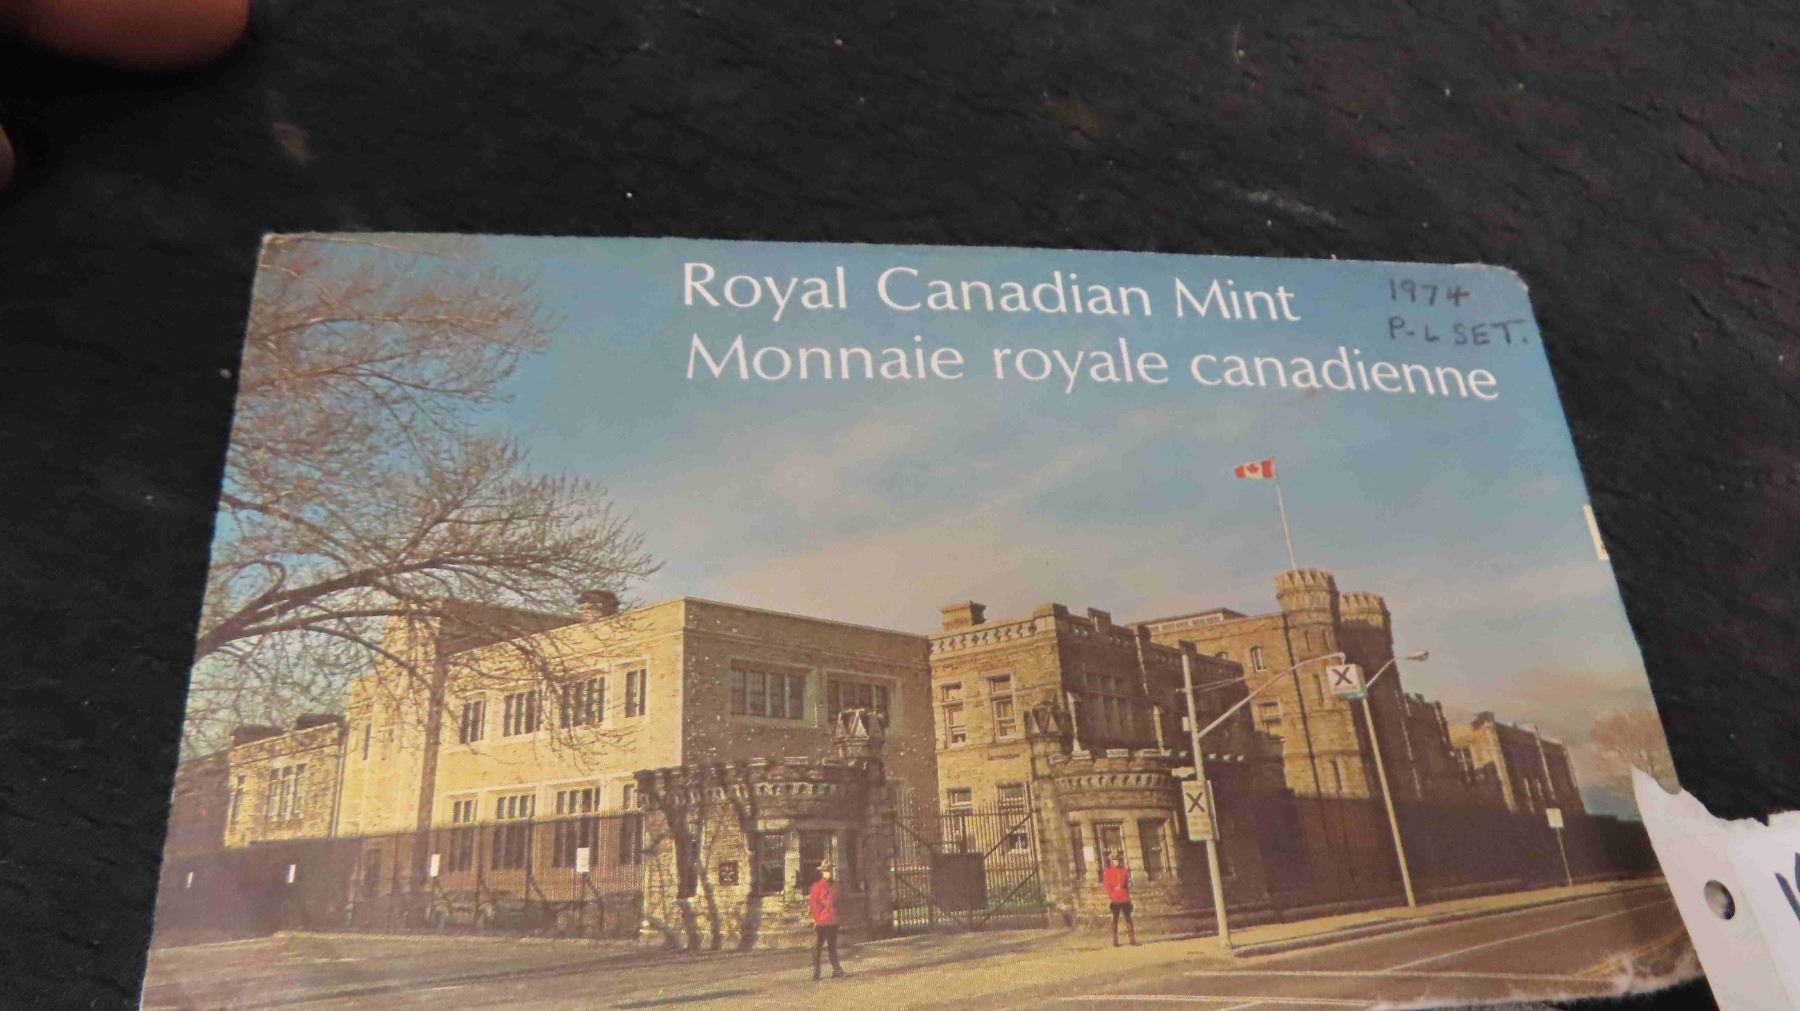 Royal Canadian Mint
Monnaie royale canadienne
1974
P-L SET.
X
X